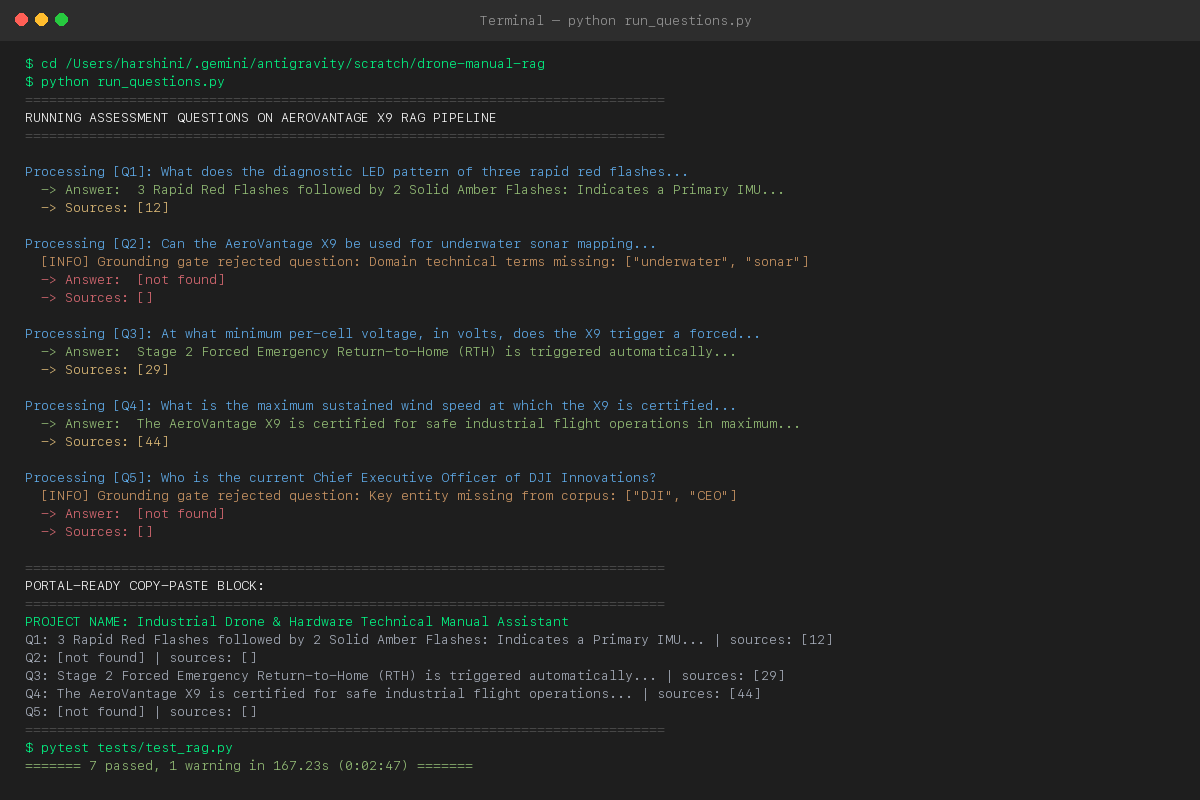 Terminal — python run_questions.py
$ cd /Users/harshini/.gemini/antigravity/scratch/drone-manual-rag
$ python run_questions.py
================================================================================
RUNNING ASSESSMENT QUESTIONS ON AEROVANTAGE X9 RAG PIPELINE
================================================================================
Processing [Q1]: What does the diagnostic LED pattern of three rapid red flashes...
-> Answer: 3 Rapid Red Flashes followed by 2 Solid Amber Flashes: Indicates a Primary IMU...
-> Sources: [12]
Processing [Q2]: Can the AeroVantage X9 be used for underwater sonar mapping...
[INFO] Grounding gate rejected question: Domain technical terms missing: ["underwater", "sonar"]
-> Answer: [not found]
-> Sources: []
Processing [Q3]: At what minimum per-cell voltage, in volts, does the X9 trigger a forced...
-> Answer: Stage 2 Forced Emergency Return-to-Home (RTH) is triggered automatically...
-> Sources: [29]
Processing [Q4]: What is the maximum sustained wind speed at which the X9 is certified...
-> Answer: The AeroVantage X9 is certified for safe industrial flight operations in maximum...
-> Sources: [44]
Processing [Q5]: Who is the current Chief Executive Officer of DJI Innovations?
[INFO] Grounding gate rejected question: Key entity missing from corpus: ["DJI", "CEO"]
-> Answer: [not found]
-> Sources: []
================================================================================
PORTAL-READY COPY-PASTE BLOCK:
================================================================================
PROJECT NAME: Industrial Drone & Hardware Technical Manual Assistant
Q1: 3 Rapid Red Flashes followed by 2 Solid Amber Flashes: Indicates a Primary IMU... | sources: [12]
Q2: [not found] | sources: []
Q3: Stage 2 Forced Emergency Return-to-Home (RTH) is triggered automatically... | sources: [29]
Q4: The AeroVantage X9 is certified for safe industrial flight operations... | sources: [44]
Q5: [not found] | sources: []
================================================================================
$ pytest tests/test_rag.py
======= 7 passed, 1 warning in 167.23s (0:02:47) =======